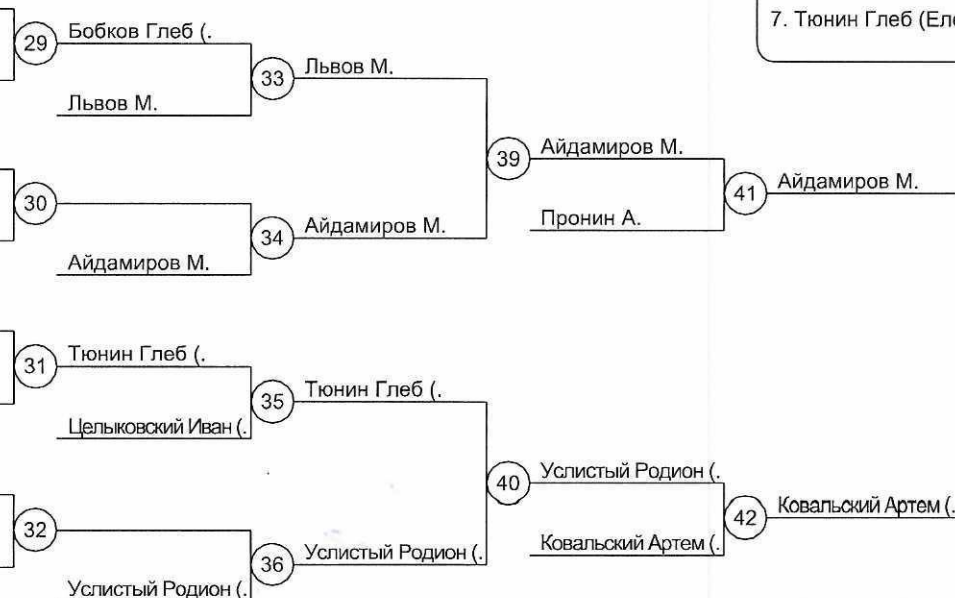 7. Тюнин Глеб
29 Бобков Глеб (.
33 Львов М.
Львов М.
39 Айдамиров М.
41 Айдамиров М.
30
Пронин А.
34 Айдамиров М.
Айдамиров М.
31 Тюнин Глеб (.
35 Тюнин Глеб (.
Целыковский Иван (.
40 Услистый Родион (.
42 Ковальский Артем (.
32
Ковальский Артем (.
36 Услистый Родион (.
Услистый Родион (.